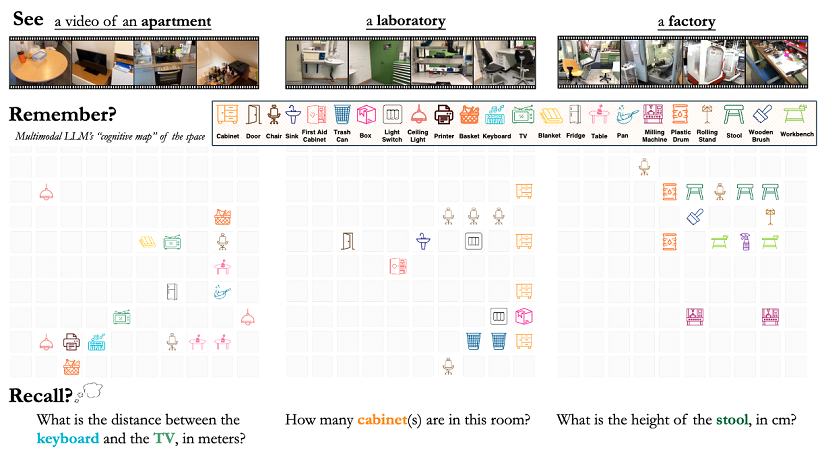 See a video of an apartment
a laboratory
a factory
Remember?
Multimodal LLM's "cognitive map" of the space
Cabinet
Door
Chair
Sink
First Aid
Cabinet
Trash
Can
Box
Light
Switch
Ceiling
Light
Printer
Basket
Keyboard
TV
Blanket
Fridge
Table
Pan
Milling
Machine
Plastic
Drum
Rolling
Stand
Stool
Wooden
Brush
Workbench
Recall?
What is the distance between the
keyboard and the TV, in meters?
How many cabinet(s) are in this room?
What is the height of the stool, in cm?